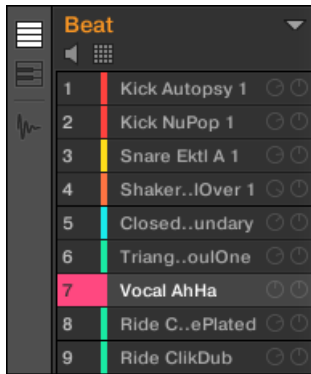 Beat
1 Kick Autopsy 1
2 Kick NuPop 1
3 Snare Ektl A 1
4 Shaker..lOver 1
5 Closed..undary
6 Triang..oulOne
7 Vocal AhHa
8 Ride C..ePlated
9 Ride ClikDub